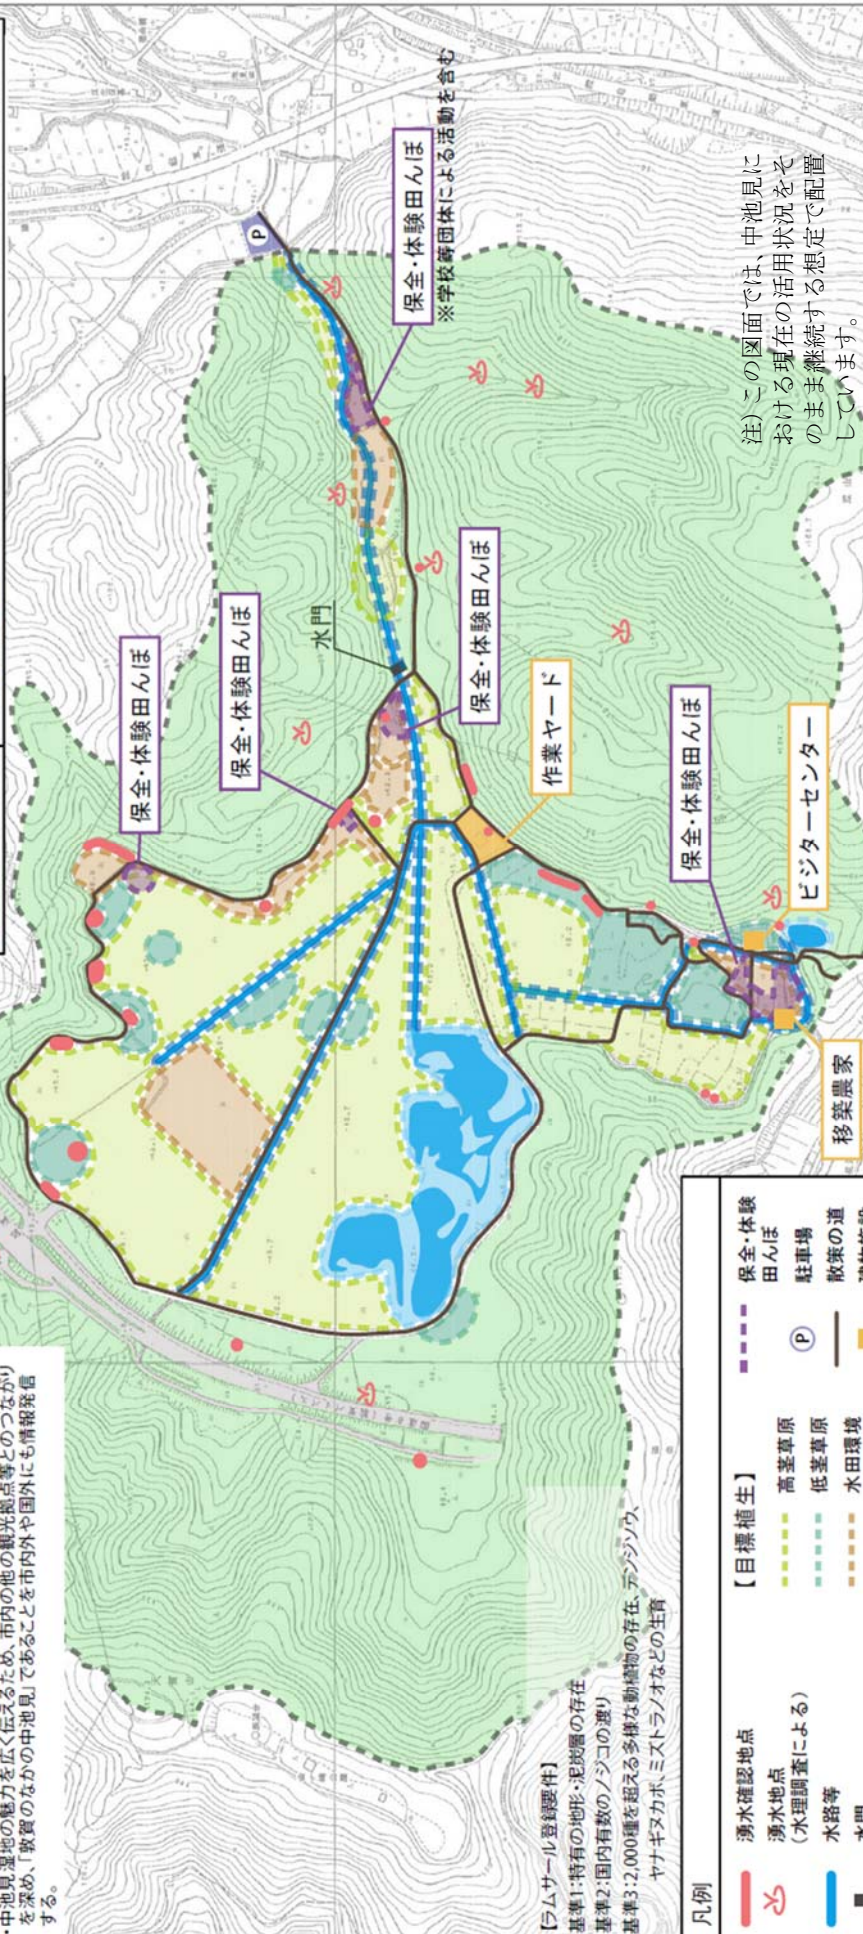 ・中池見湿地の魅力を広く伝えるため、市内の他の観光拠点等とのつながり
を深め、「敦賀のなかの中池見」であることを市内外や国外にも情報発信
する。
保全・体験田んぼ
保全・体験田んぼ
水門
P
保全・体験田んぼ
※学校等団体による活動を含む
保全・体験田んぼ
作業ヤード
保全・体験田んぼ
ビジターセンター
移築農家
注）この図面では、中池見に
おける現在の活用状況をそ
のまま継続する想定で配置
しています。
【ラムサール登録要件】
基準1：特有の地形・泥炭層の存在
基準2：国内有数のノジコの渡り
基準3：2,000種を超える多様な動植物の存在、デンジソウ、
ヤナギヌカボ、ミズトラノオなどの生育
凡例
湧水確認地点
湧水地点
（水理調査による）
水路等
水門
【目標植生】
高茎草原
低茎草原
水田環境
保全・体験
田んぼ
P
駐車場
散策の道